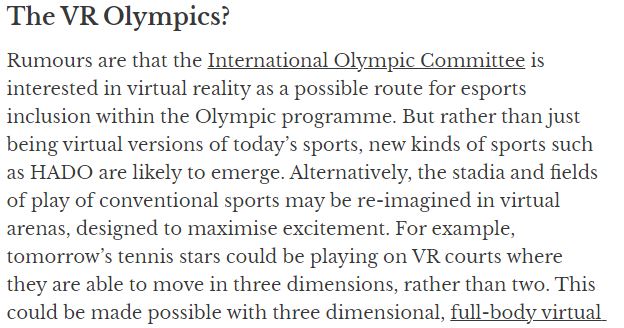 The VR Olympics?
Rumours are that the International Olympic Committee is
interested in virtual reality as a possible route for esports
inclusion within the Olympic programme. But rather than just
being virtual versions of today’s sports, new kinds of sports such
as HADO are likely to emerge. Alternatively, the stadia and fields
of play of conventional sports may be re-imagined in virtual
arenas, designed to maximise excitement. For example,
tomorrow’s tennis stars could be playing on VR courts where
they are able to move in three dimensions, rather than two. This
could be made possible with three dimensional, full-body virtual